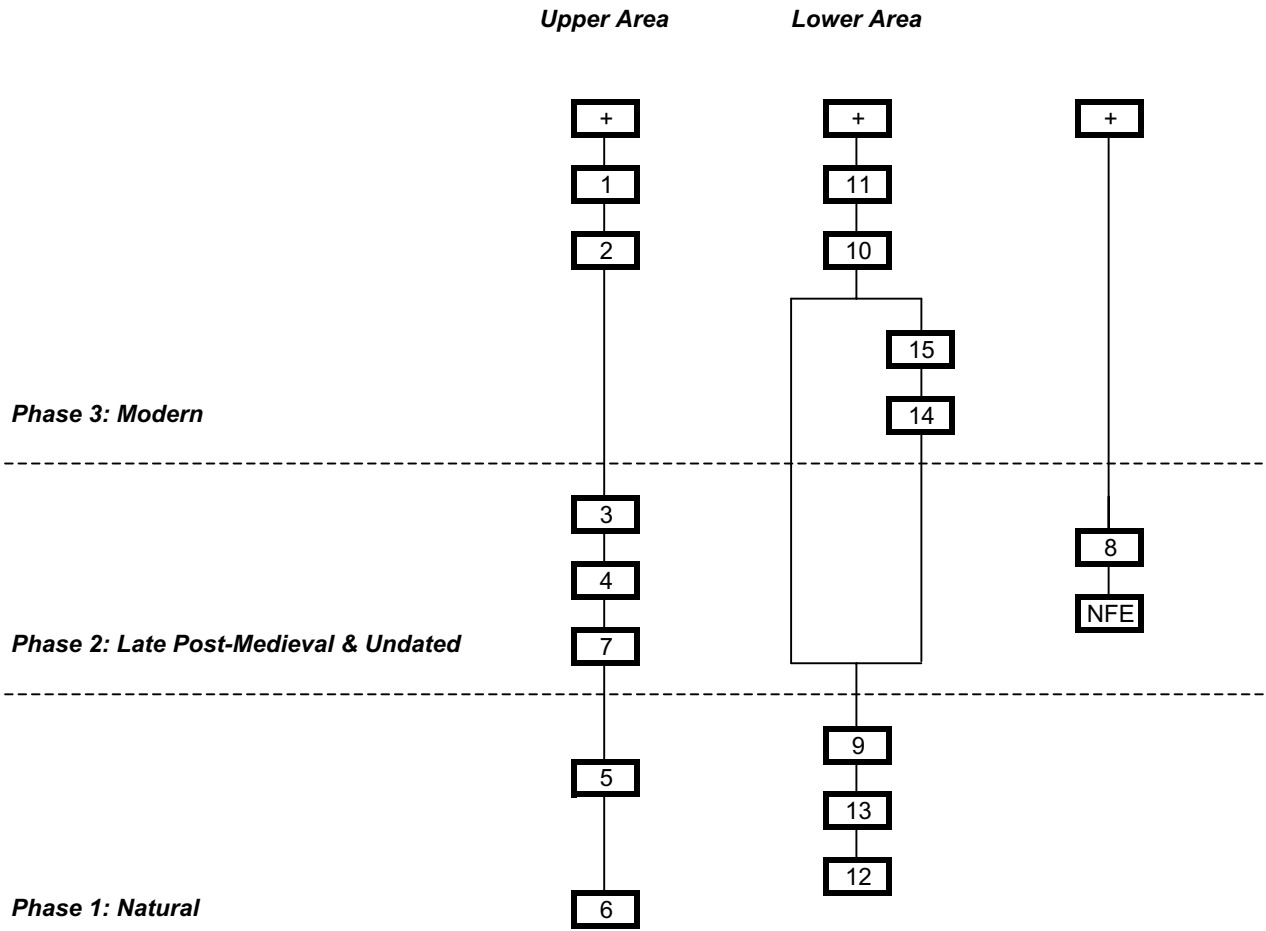 Upper Area Lower Area
+ + +
1 11
2 10
15
Phase 3: Modern 14
3
8
4
NFE
Phase 2: Late Post-Medieval & Undated 7
9
5
13
12
Phase 1: Natural 6